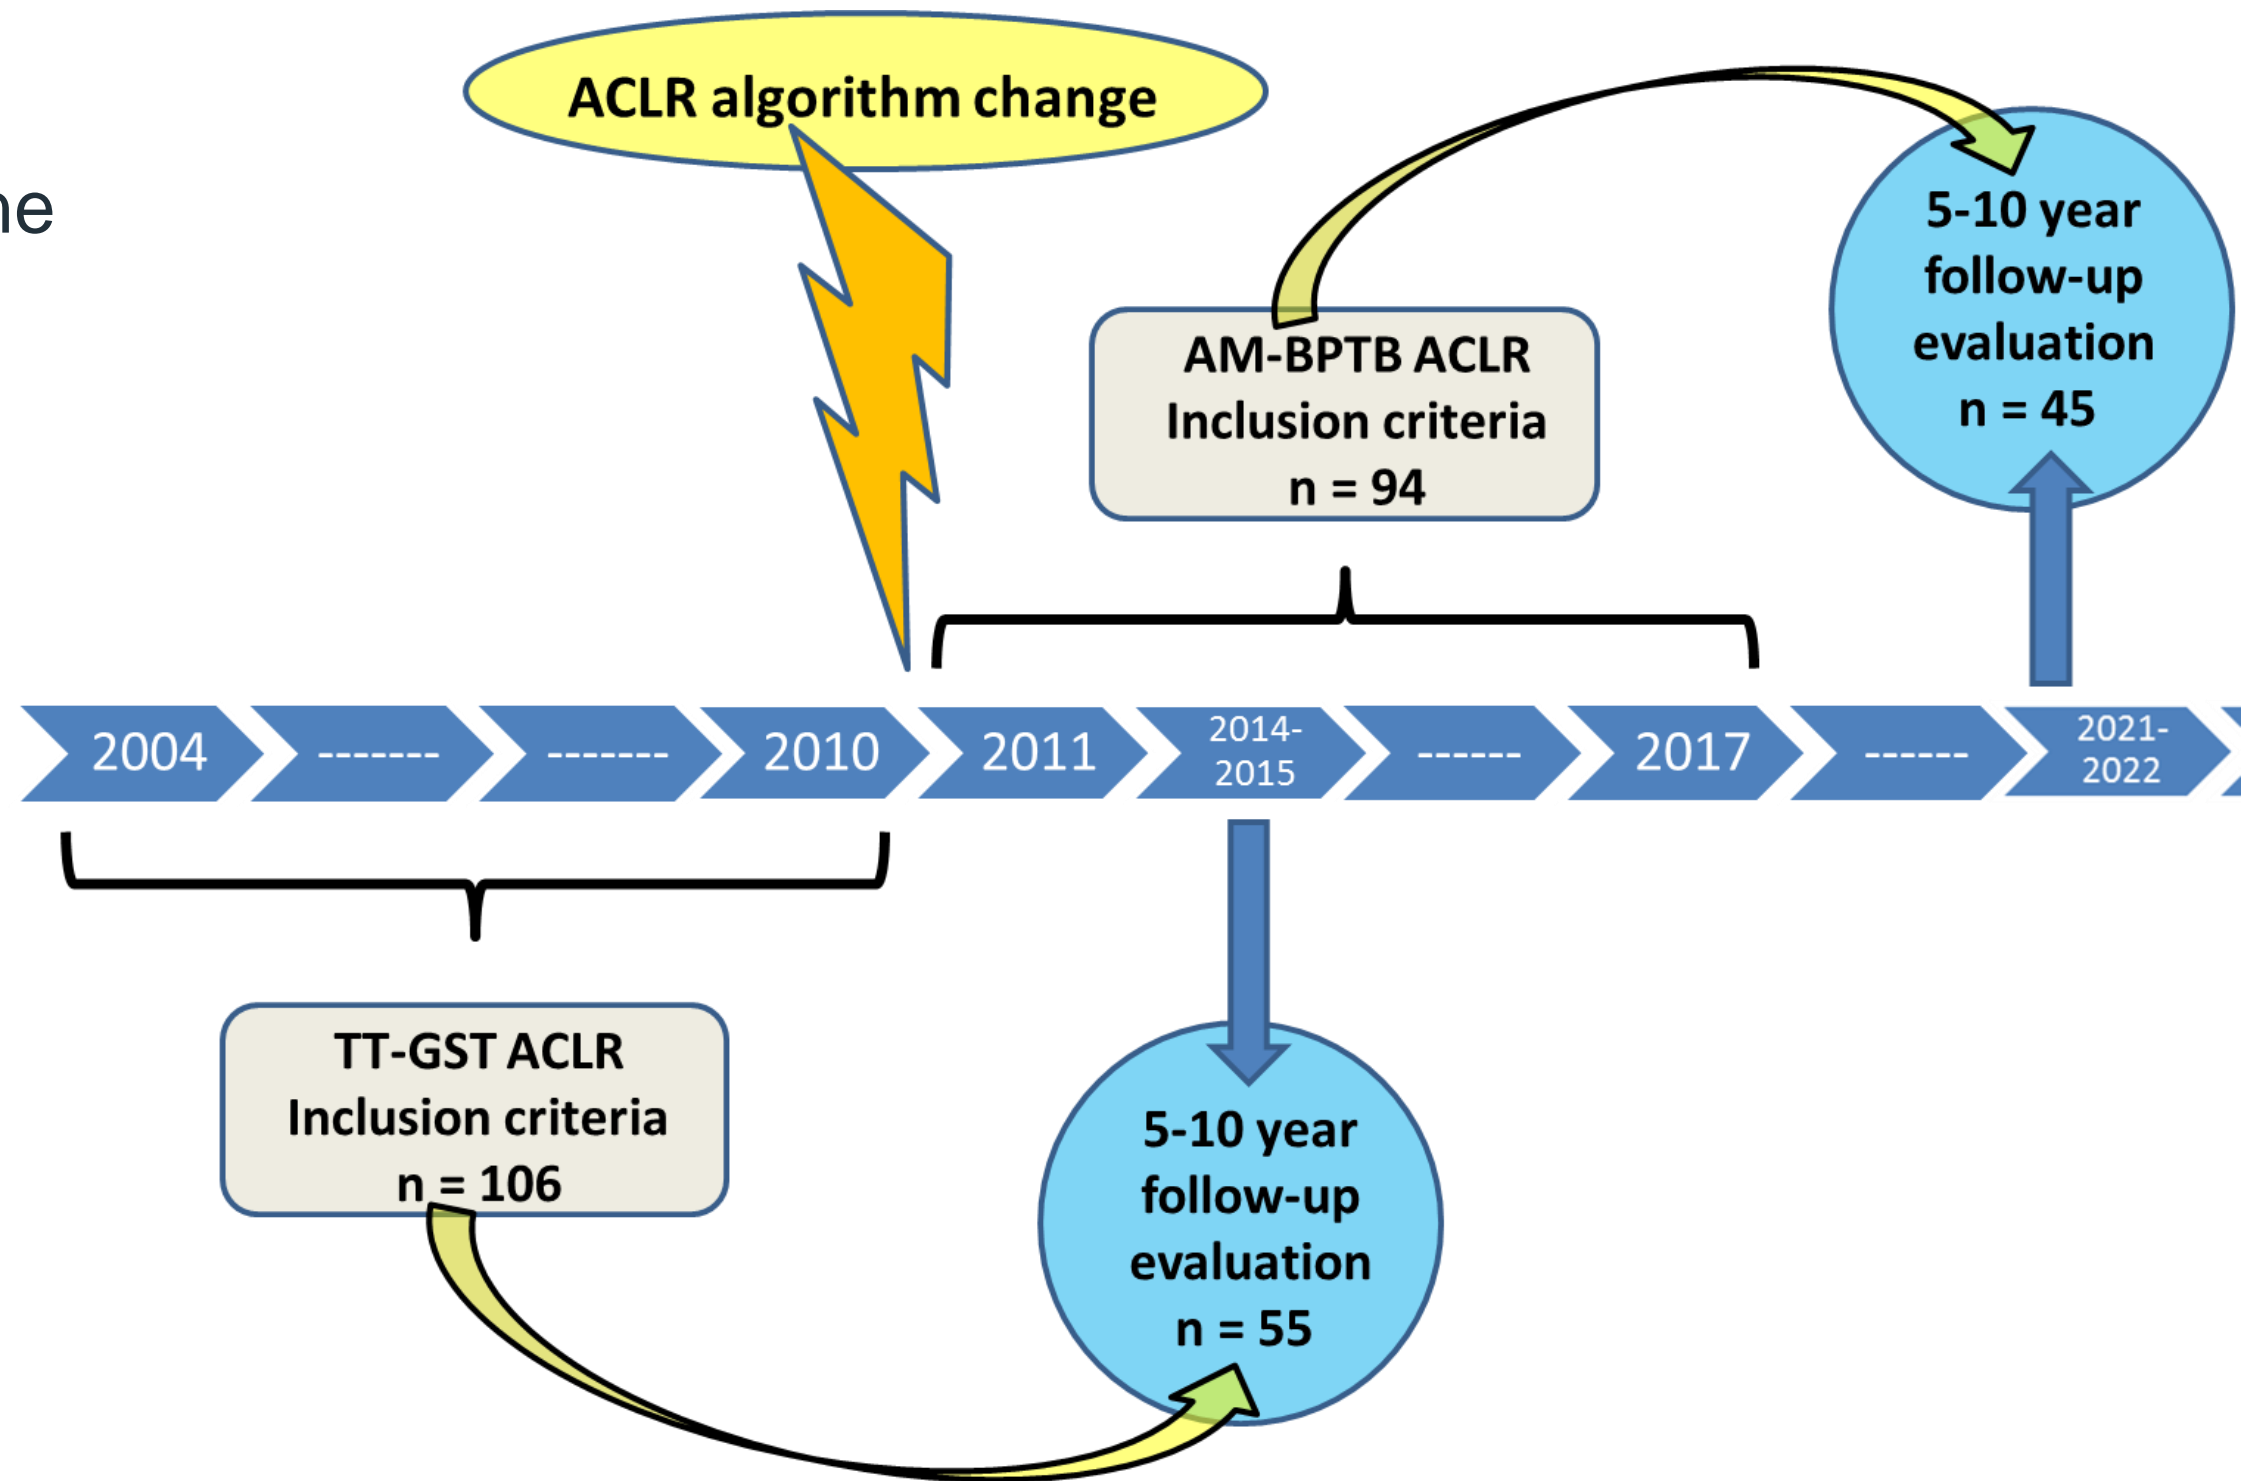 ACLR algorithm change
ne
5-10 year
follow-up
evaluation
n = 45
AM-BPTB ACLR
Inclusion criteria
n = 94
2004
-------
-------
2010
2011
2014-
2015
------
2017
------
2021-
2022
TT-GST ACLR
Inclusion criteria
n = 106
5-10 year
follow-up
evaluation
n = 55